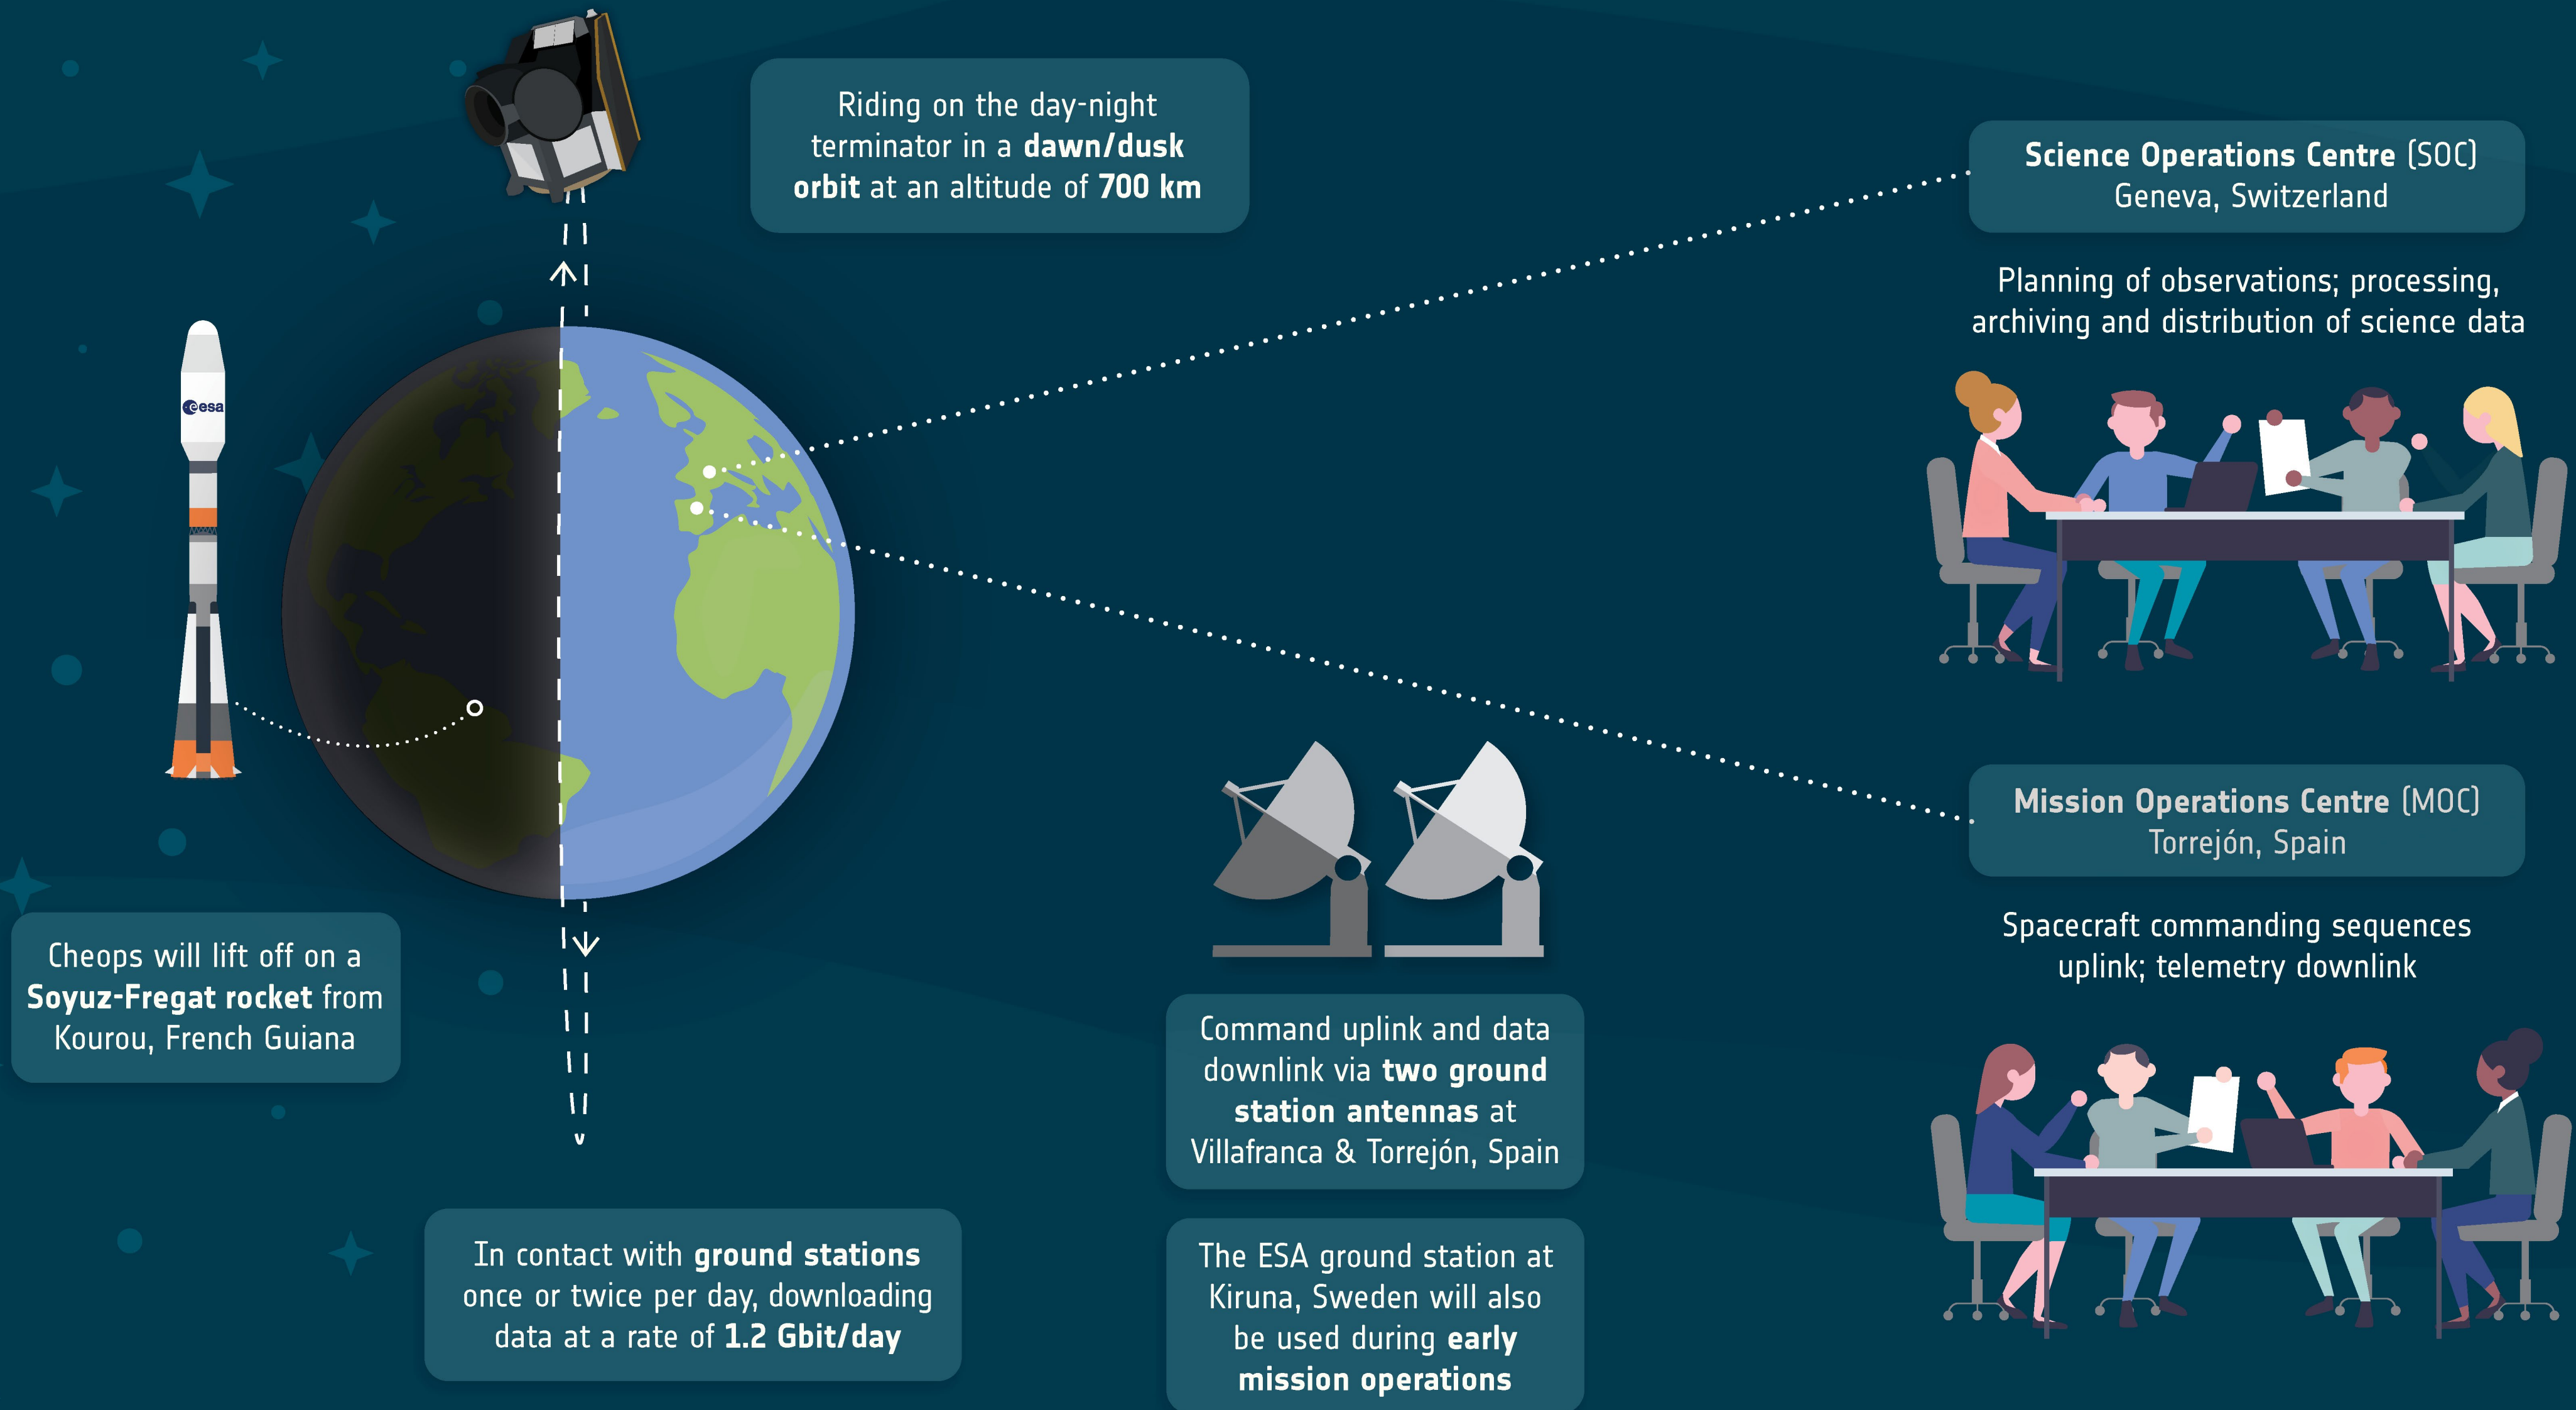 Riding on the day-night
terminator in a dawn/dusk
orbit at an altitude of 700 km
Science Operations Centre (SOC)
Geneva, Switzerland
Planning of observations; processing,
archiving and distribution of science data
esa
Mission Operations Centre (MOC)
Torrejón, Spain
Spacecraft commanding sequences
uplink; telemetry downlink
Cheops will lift off on a
Soyuz-Fregat rocket from
Kourou, French Guiana
Command uplink and data
downlink via two ground
station antennas at
Villafranca & Torrejón, Spain
In contact with ground stations
once or twice per day, downloading
data at a rate of 1.2 Gbit/day
The ESA ground station at
Kiruna, Sweden will also
be used during early
mission operations